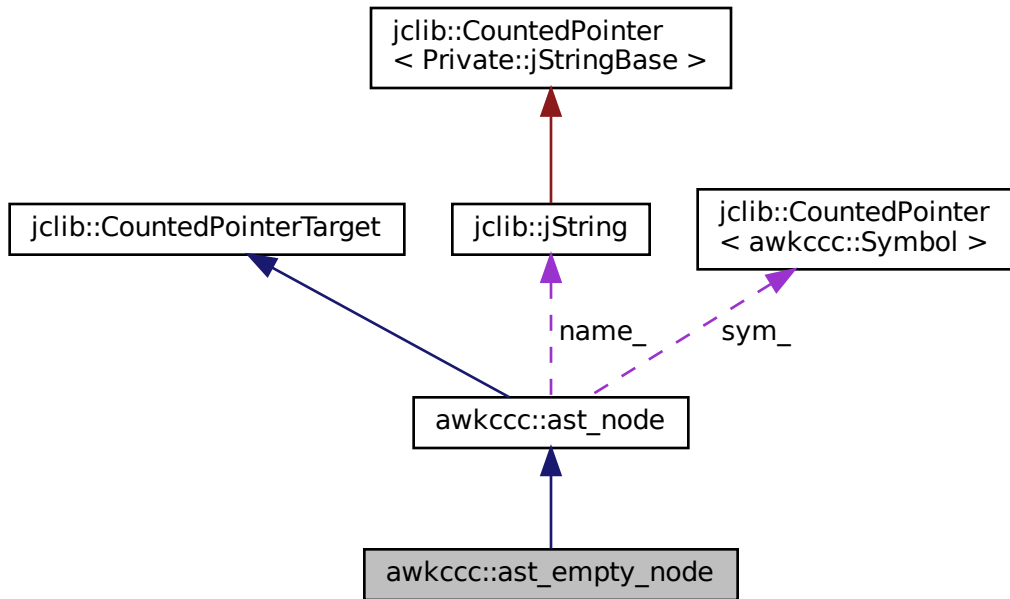 jclib::CountedPointer
< Private::jStringBase >
jclib::CountedPointerTarget
jclib::jString
jclib::CountedPointer
< awkccc::Symbol >
name_
sym_
awkccc::ast_node
awkccc::ast_empty_node